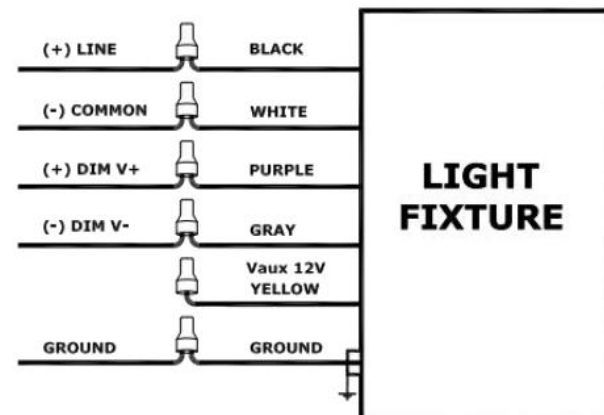 (+) LINE BLACK
(-) COMMON WHITE
(+) DIM V+ PURPLE
(-) DIM V- GRAY
Vaux 12V
YELLOW
GROUND GROUND
LIGHT
FIXTURE